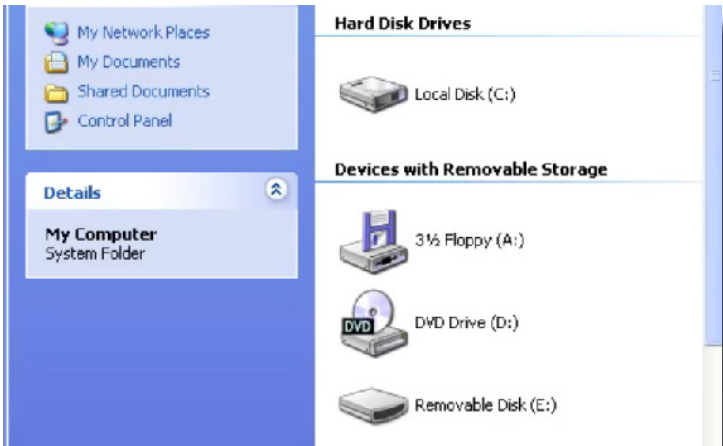 My Network Places
My Documents
Shared Documents
Control Panel
Details
My Computer
System Folder
Hard Disk Drives
Local Disk (C:)
Devices with Removable Storage
3½ Floppy (A:)
DVD
DVD Drive (D:)
Removable Disk (E:)